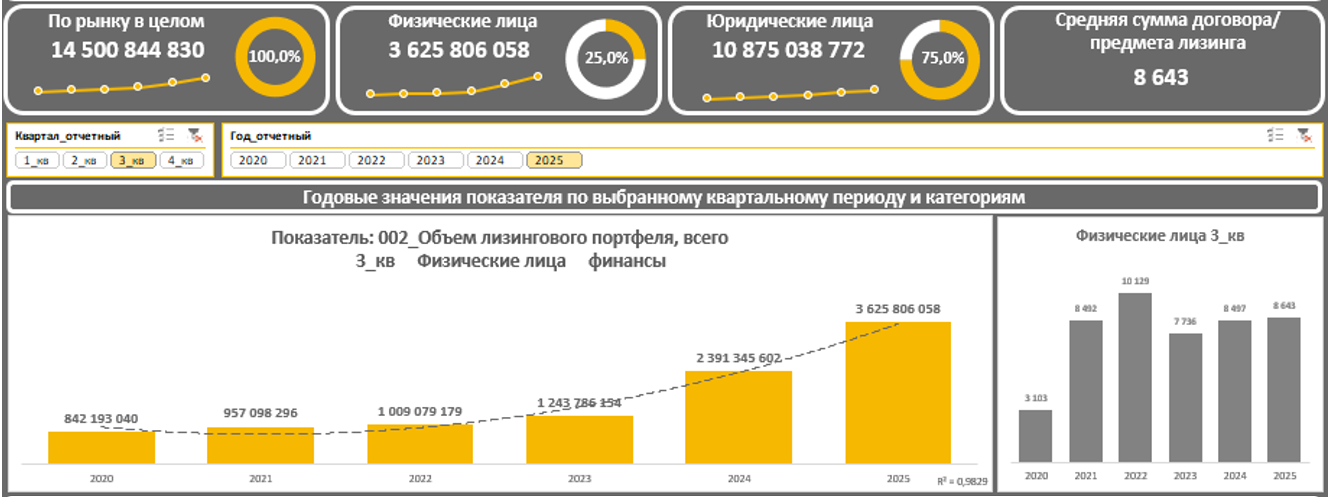 По рынку в целом
14 500 844 830
100,0%
Физические лица
3 625 806 058
25,0%
Юридические лица
10 875 038 772
75,0%
Средняя сумма договора/
предмета лизинга
8 643
Квартал_отчетный
1_кв 2_кв 3_кв 4_кв
Год_отчетный
2020 2021 2022 2023 2024 2025
Годовые значения показателя по выбранному квартальному периоду и категориям
Показатель: 002_Объем лизингового портфеля, всего
3_кв Физические лица финансы
842 193 040
957 098 296
1 009 079 179
1 243 786 154
2 391 345 602
3 625 806 058
2020 2021 2022 2023 2024 2025
R² = 0,9829
Физические лица 3_кв
3 103
8 492
10 129
7 736
8 497
8 643
2020 2021 2022 2023 2024 2025